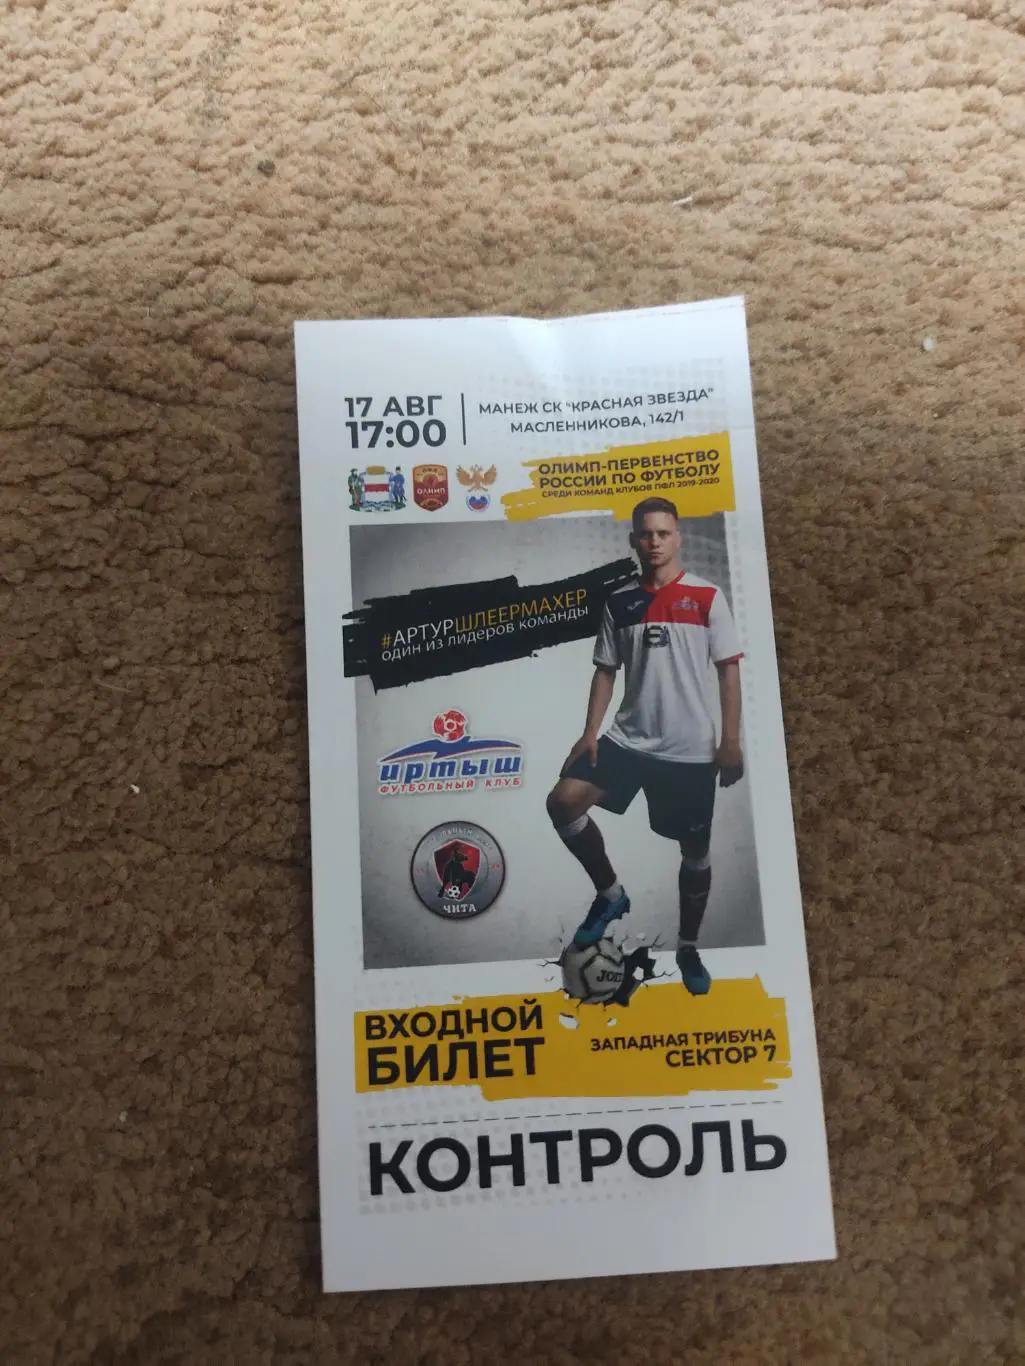 17 АВГ
17:00
МАНЕЖ СК "КРАСНАЯ ЗВЕЗДА"
МАСЛЕННИКОВА, 142/1
ОЛИМП
ОЛИМП-ПЕРВЕНСТВО
РОССИИ ПО ФУТБОЛУ
СРЕДИ КОМАНД КЛУБОВ ПФЛ 2019-2020
#АРТУРШЛЕЕРМАХЕР
один из лидеров команды
иртыш
ФУТБОЛЬНЫЙ КЛУБ
ЧИТА
JOMA
ВХОДНОЙ
БИЛЕТ
ЗАПАДНАЯ ТРИБУНА
СЕКТОР 7
КОНТРОЛЬ